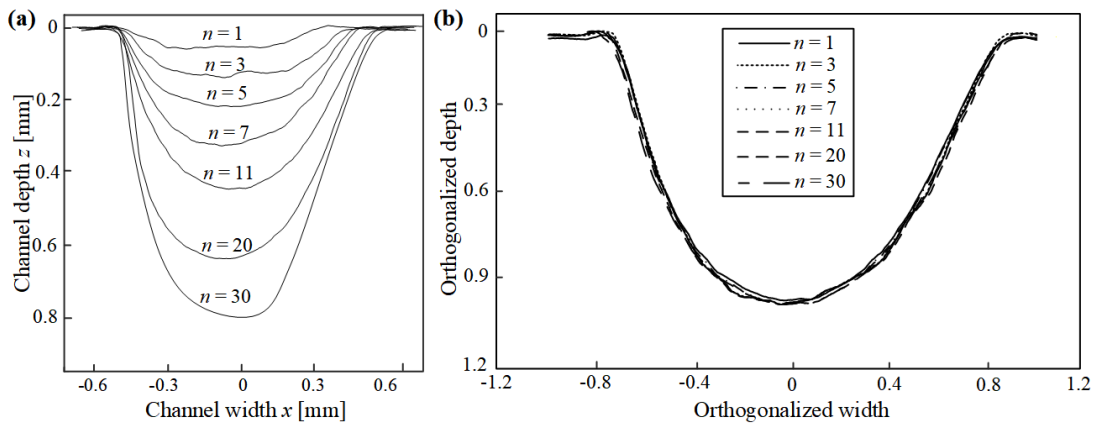 (a)
0
0.2
0.4
0.6
0.8
Channel depth z [mm]
n = 1
n = 3
n = 5
n = 7
n = 11
n = 20
n = 30
-0.6
-0.3
0
0.3
0.6
Channel width x [mm]
(b)
0
0.3
0.6
0.9
1.2
Orthogonalized depth
n = 1
n = 3
n = 5
n = 7
n = 11
n = 20
n = 30
-1.2
-0.8
-0.4
0
0.4
0.8
1.2
Orthogonalized width